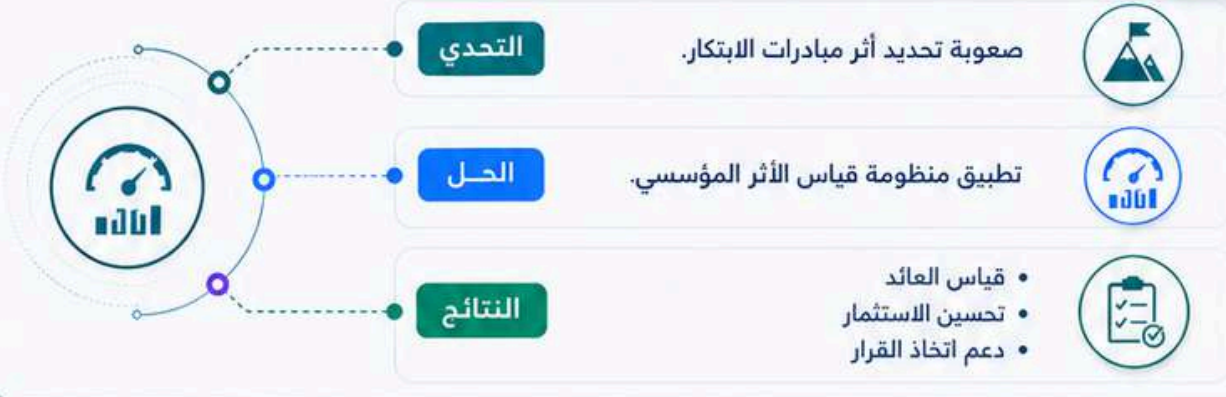 التحدي
صعوبة تحديد أثر مبادرات الابتكار.
الحــل
تطبيق منظومة قياس الأثر المؤسسي.
النتائج
• قياس العائد
• تحسين الاستثمار
• دعم اتخاذ القرار